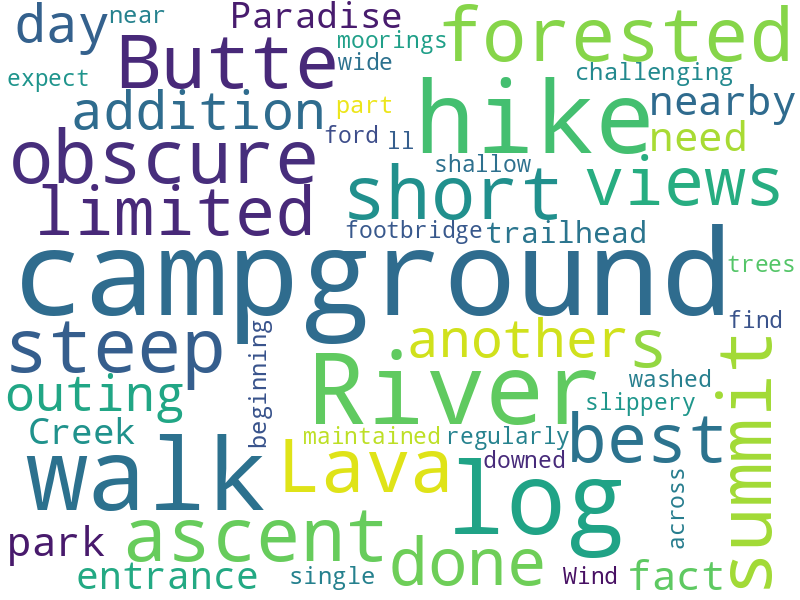 day near Paradise forested
Butte moorings
wide
expect challenging
addition part hike nearby
obscure ford ll need
limited short shallow views
footbridge trailhead
campground trees
find
steep beginning another s summit
outing River washed
slippery
Creek maintained regularly best
walk Lava downed
log across
park ascent done
entrance single Wind fact